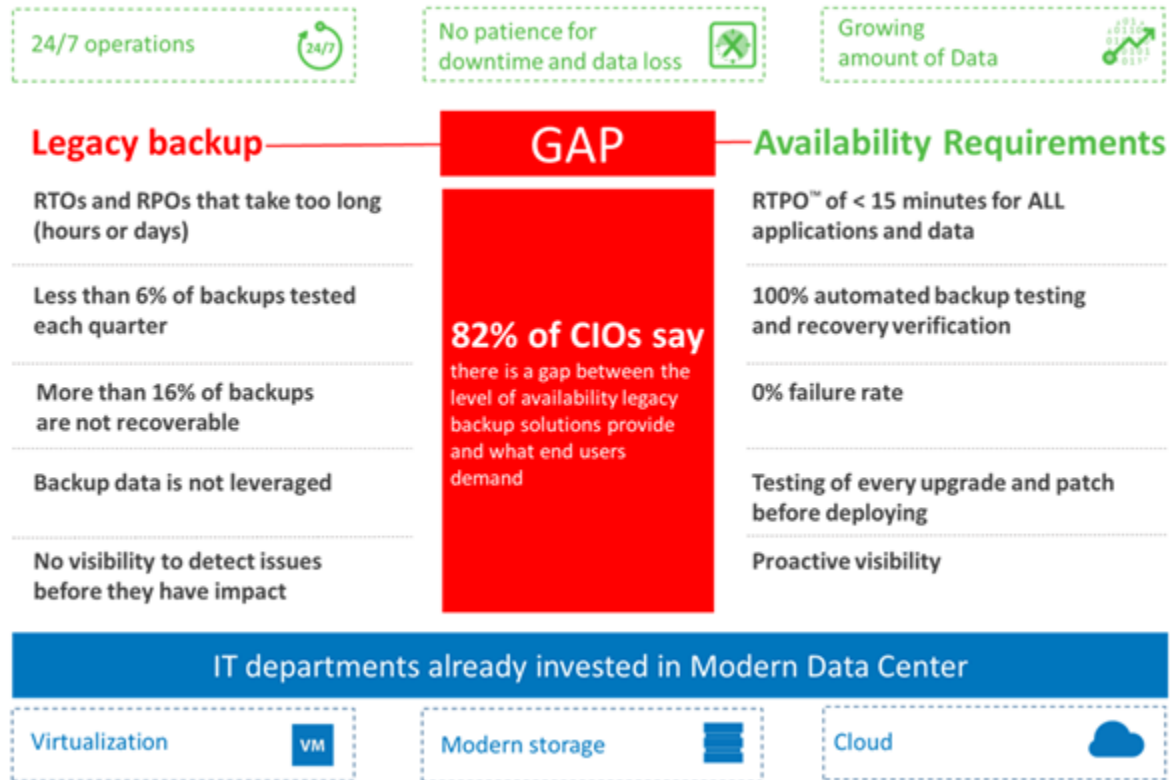 24/7 operations
24/7
No patience for
downtime and data loss
Growing
amount of Data
Legacy backup
GAP
Availability Requirements
RTOs and RPOs that take too long
(hours or days)
RTPO™ of < 15 minutes for ALL
applications and data
Less than 6% of backups tested
each quarter
100% automated backup testing
and recovery verification
More than 16% of backups
are not recoverable
0% failure rate
Backup data is not leveraged
Testing of every upgrade and patch
before deploying
No visibility to detect issues
before they have impact
Proactive visibility
82% of CIOs say
there is a gap between the
level of availability legacy
backup solutions provide
and what end users
demand
IT departments already invested in Modern Data Center
Virtualization
VM
Modern storage
Cloud